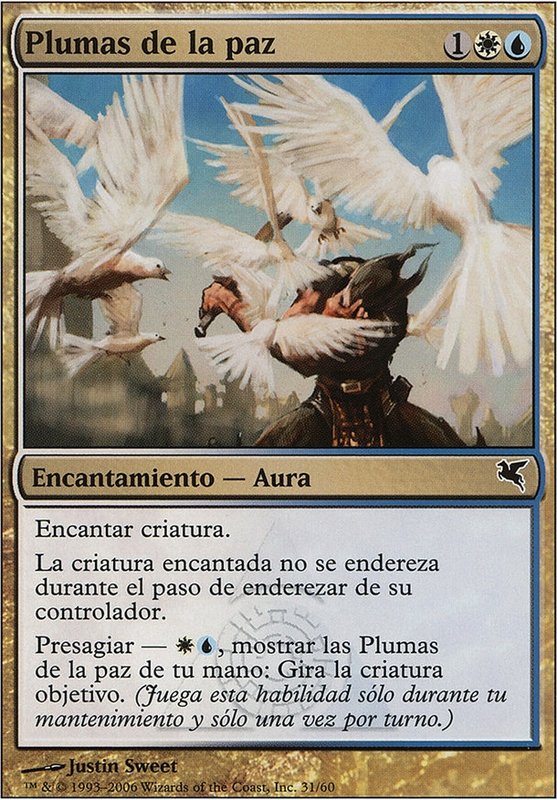 Plumas de la paz 1
Encantamiento — Aura
Encantar criatura.
La criatura encantada no se endereza
durante el paso de enderezar de su
controlador.
Presagiar — , mostrar las Plumas
de la paz de tu mano: Gira la criatura
objetivo. (Juega esta habilidad sólo durante tu
mantenimiento y sólo una vez por turno.)
Justin Sweet
™ & © 1993–2006 Wizards of the Coast, Inc. 31/60